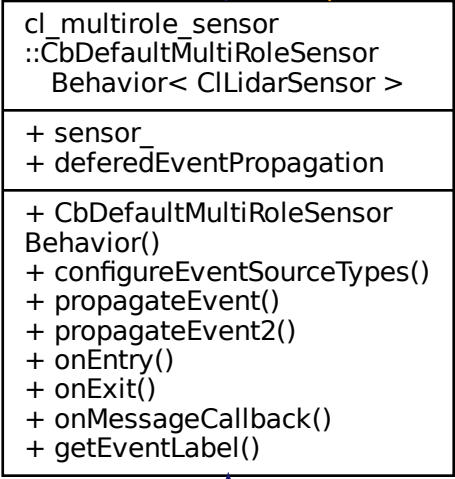 cl_multirole_sensor
::CbDefaultMultiRoleSensor
Behavior< ClLidarSensor >
+ sensor_
+ deferedEventPropagation
+ CbDefaultMultiRoleSensor
Behavior()
+ configureEventSourceTypes()
+ propagateEvent()
+ propagateEvent2()
+ onEntry()
+ onExit()
+ onMessageCallback()
+ getEventLabel()